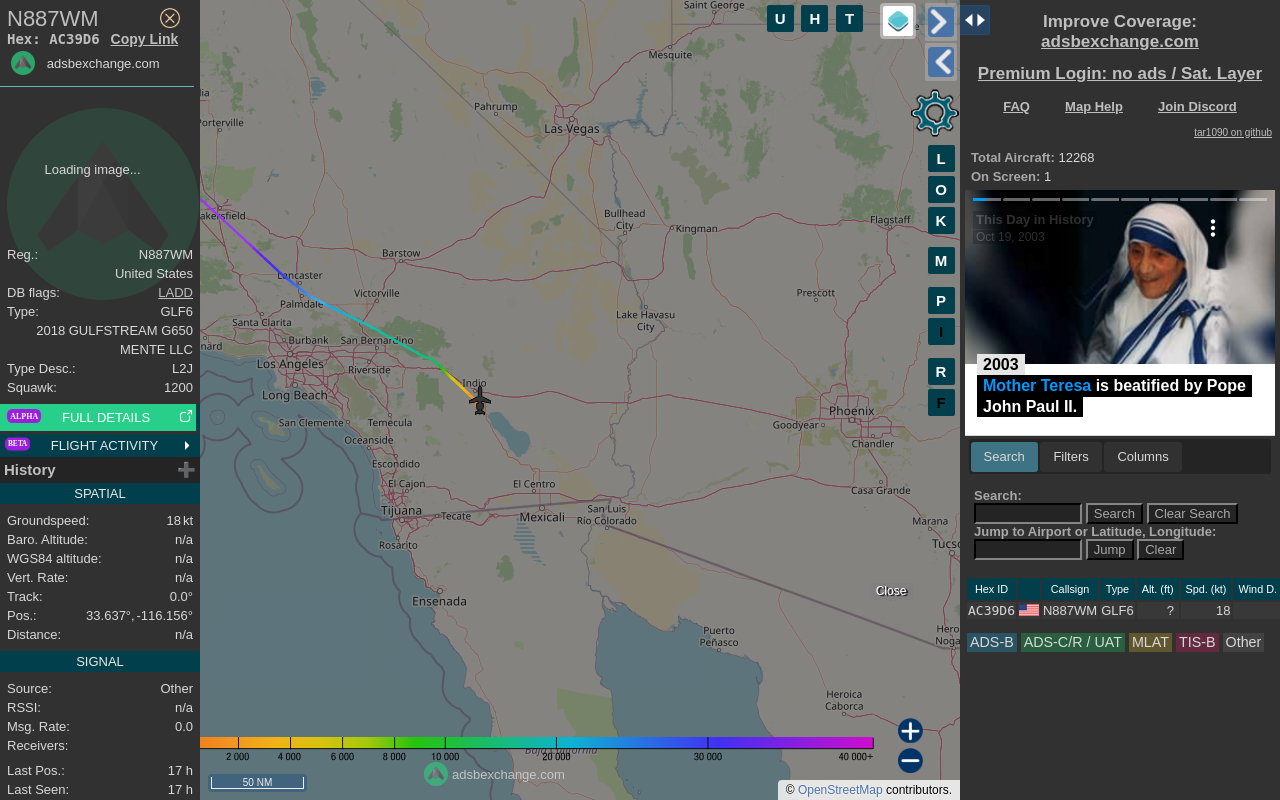 N887WM
Hex: AC39D6 Copy Link
adsbexchange.com
Loading image...
Reg.: N887WM
United States
DB flags: LADD
Type: GLF6
2018 GULFSTREAM G650
MENTE LLC
Type Desc.: L2J
Squawk: 1200
ALPHA FULL DETAILS
BETA FLIGHT ACTIVITY
History
SPATIAL
Groundspeed: 18 kt
Baro. Altitude: n/a
WGS84 altitude: n/a
Vert. Rate: n/a
Track: 0.0°
Pos.: 33.637°, -116.156°
Distance: n/a
SIGNAL
Source: Other
RSSI: n/a
Msg. Rate: 0.0
Receivers:
Last Pos.: 17 h
Last Seen: 17 h
Saint George
U H T
Mesquite
Pahrump
Las Vegas
Porterville
L
O
K
M
P
I
R
F
akersfield
Bullhead
City
Kingman
Flagstaff
Barstow
Lancaster
Victorville
Palmdale
Prescott
Santa Clarita
Lake Havasu
City
nard
Burbank
San Bernardino
Los Angeles
Riverside
Indio
Long Beach
Phoenix
San Clemente
Temecula
Goodyear
Oceanside
Chandler
Escondido
El Cajon
El Centro
Casa Grande
Tijuana
Tecate
Mexicali
San Luis
Río Colorado
Marana
Rosarito
Tucso
Close
Ensenada
Puerto
Peñasco
Hero
Noga
Heroica
Caborca
Baja California
2 000 4 000 6 000 8 000 10 000 20 000 30 000 40 000+
adsbexchange.com
50 NM
© OpenStreetMap contributors.
Improve Coverage:
adsbexchange.com
Premium Login: no ads / Sat. Layer
FAQ Map Help Join Discord
tar1090 on github
Total Aircraft: 12268
On Screen: 1
This Day in History
Oct 19, 2003
2003
Mother Teresa is beatified by Pope
John Paul II.
Search Filters Columns
Search:
Search Clear Search
Jump to Airport or Latitude, Longitude:
Jump Clear
Hex ID Callsign Type Alt. (ft) Spd. (kt) Wind D.
AC39D6 N887WM GLF6 ? 18
ADS-B ADS-C/R / UAT MLAT TIS-B Other